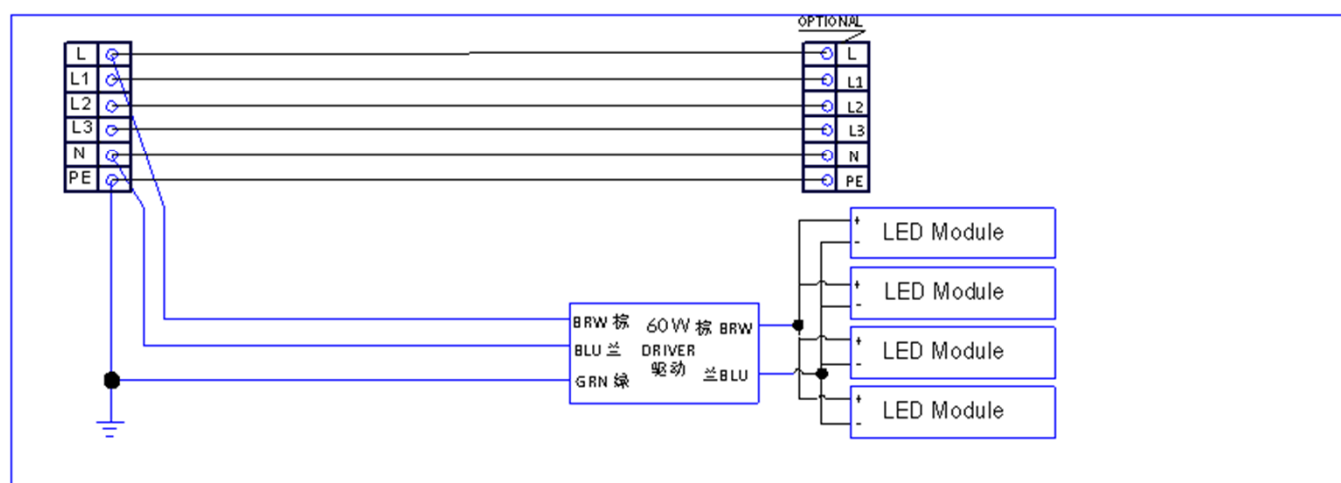 OPTIONAL
L
L1
L2
L3
N
PE
L
L1
L2
L3
N
PE
BRW 棕
BLU 兰
GRN 绿
60W
DRIVER
驱动
棕 BRW
兰BLU
+
-
LED Module
+
-
LED Module
+
-
LED Module
+
-
LED Module